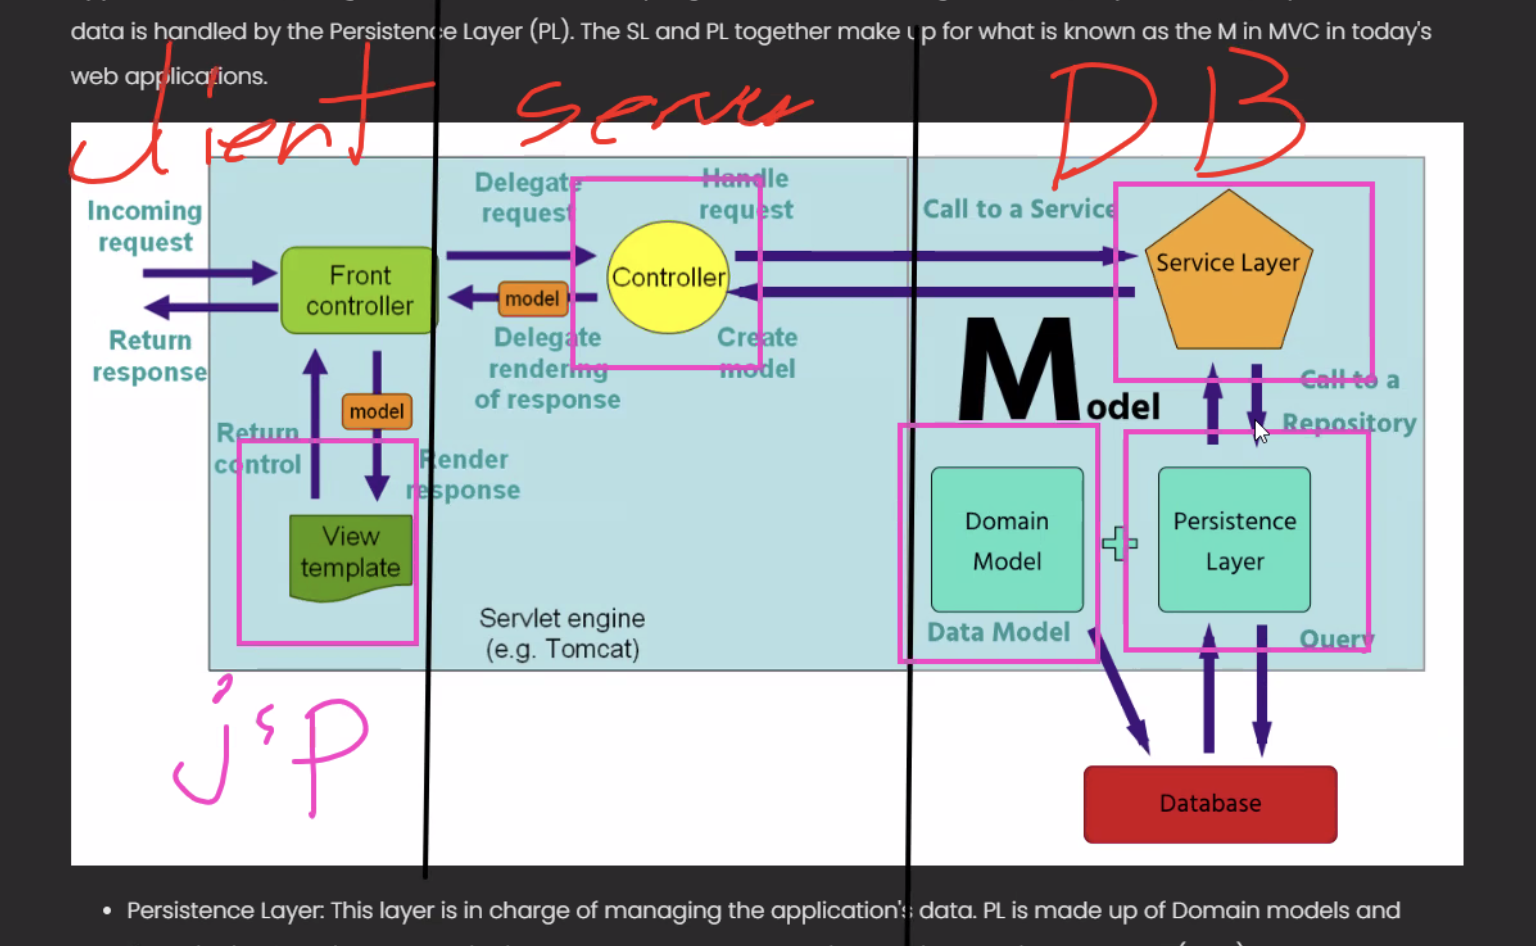 data is handled by the Persistence Layer (PL). The SL and PL together make up for what is known as the M in MVC in today's
web applications.
client
server
DB
Incoming
request
Return
response
Front
controller
Delegate
request
model
Delegate
rendering
of response
Handle
request
Controller
Create
model
Call to a Service
Service Layer
Model
Call to a
Repository
Return
control
model
Render
response
View
template
Servlet engine
(e.g. Tomcat)
Domain
Model
Data Model
Persistence
Layer
Query
jsp
Database
• Persistence Layer: This layer is in charge of managing the application's data. PL is made up of Domain models and